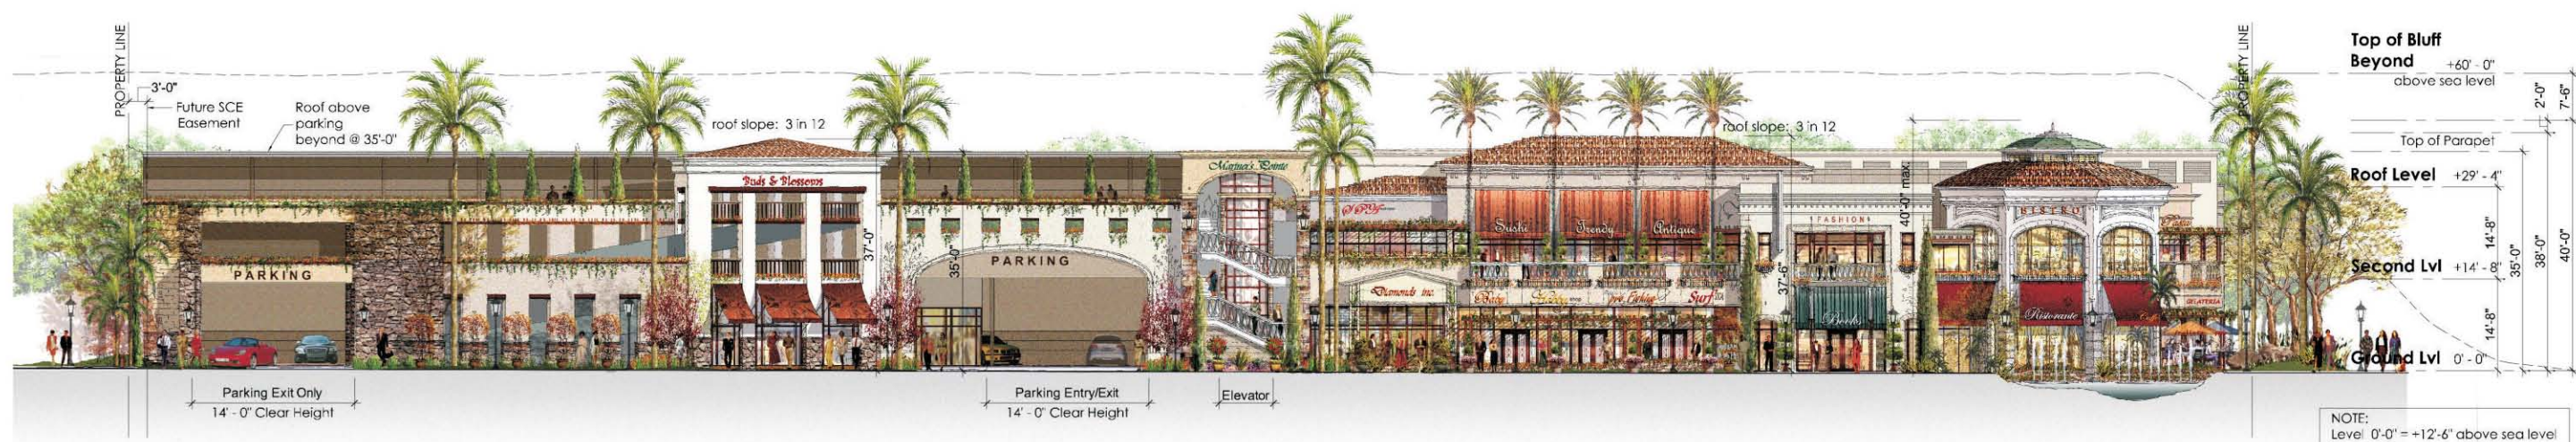 PROPERTY LINE
3'-0"
Future SCE
Easement
Roof above
parking
beyond @ 35'-0"
roof slope: 3 in 12
Buds & Blossoms
37'-0"
35'-0"
PARKING
PARKING
Mariner's Pointe
Sushi
Trendy
Antique
Diamonds inc.
Baby
Surf
roof slope: 3 in 12
37'-6"
FASHION
Books
40'-0" max.
BISTRO
Ristorante
GELATERIA
PROPERTY LINE
Top of Bluff
Beyond +60' - 0"
above sea level
Top of Parapet
Roof Level +29' - 4"
Second Lvl +14' - 8"
Ground Lvl 0' - 0"
14'-8"
14'-8"
35'-0"
38'-0"
2'-0"
40'-0"
7'-6"
Parking Exit Only
14' - 0" Clear Height
Parking Entry/Exit
14' - 0" Clear Height
Elevator
NOTE:
Level 0'-0" = +12'-6" above sea level